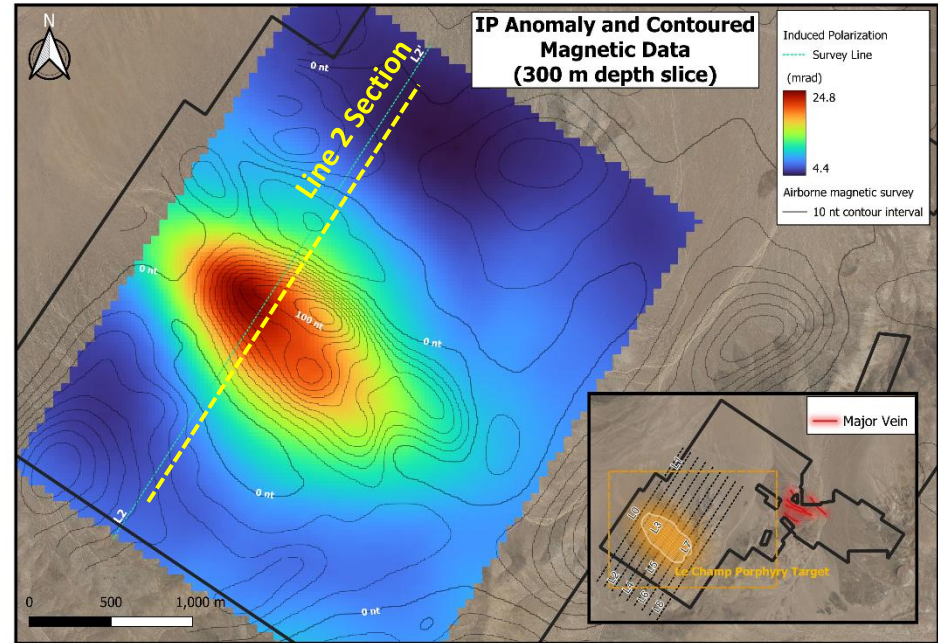 N
IP Anomaly and Contoured
Magnetic Data
(300 m depth slice)
Induced Polarization
Survey Line
(mrad)
24.8
4.4
Airborne magnetic survey
10 nt contour interval
0 nt
L2'
Line 2 Section
0 nt
100 nt
0 nt
0 nt
L2
0 nt
0
500
1,000 m
Major Vein
L1
L0
L3
L7
L2
L5
L4
L6
L8
Le Champ Porphyry Target